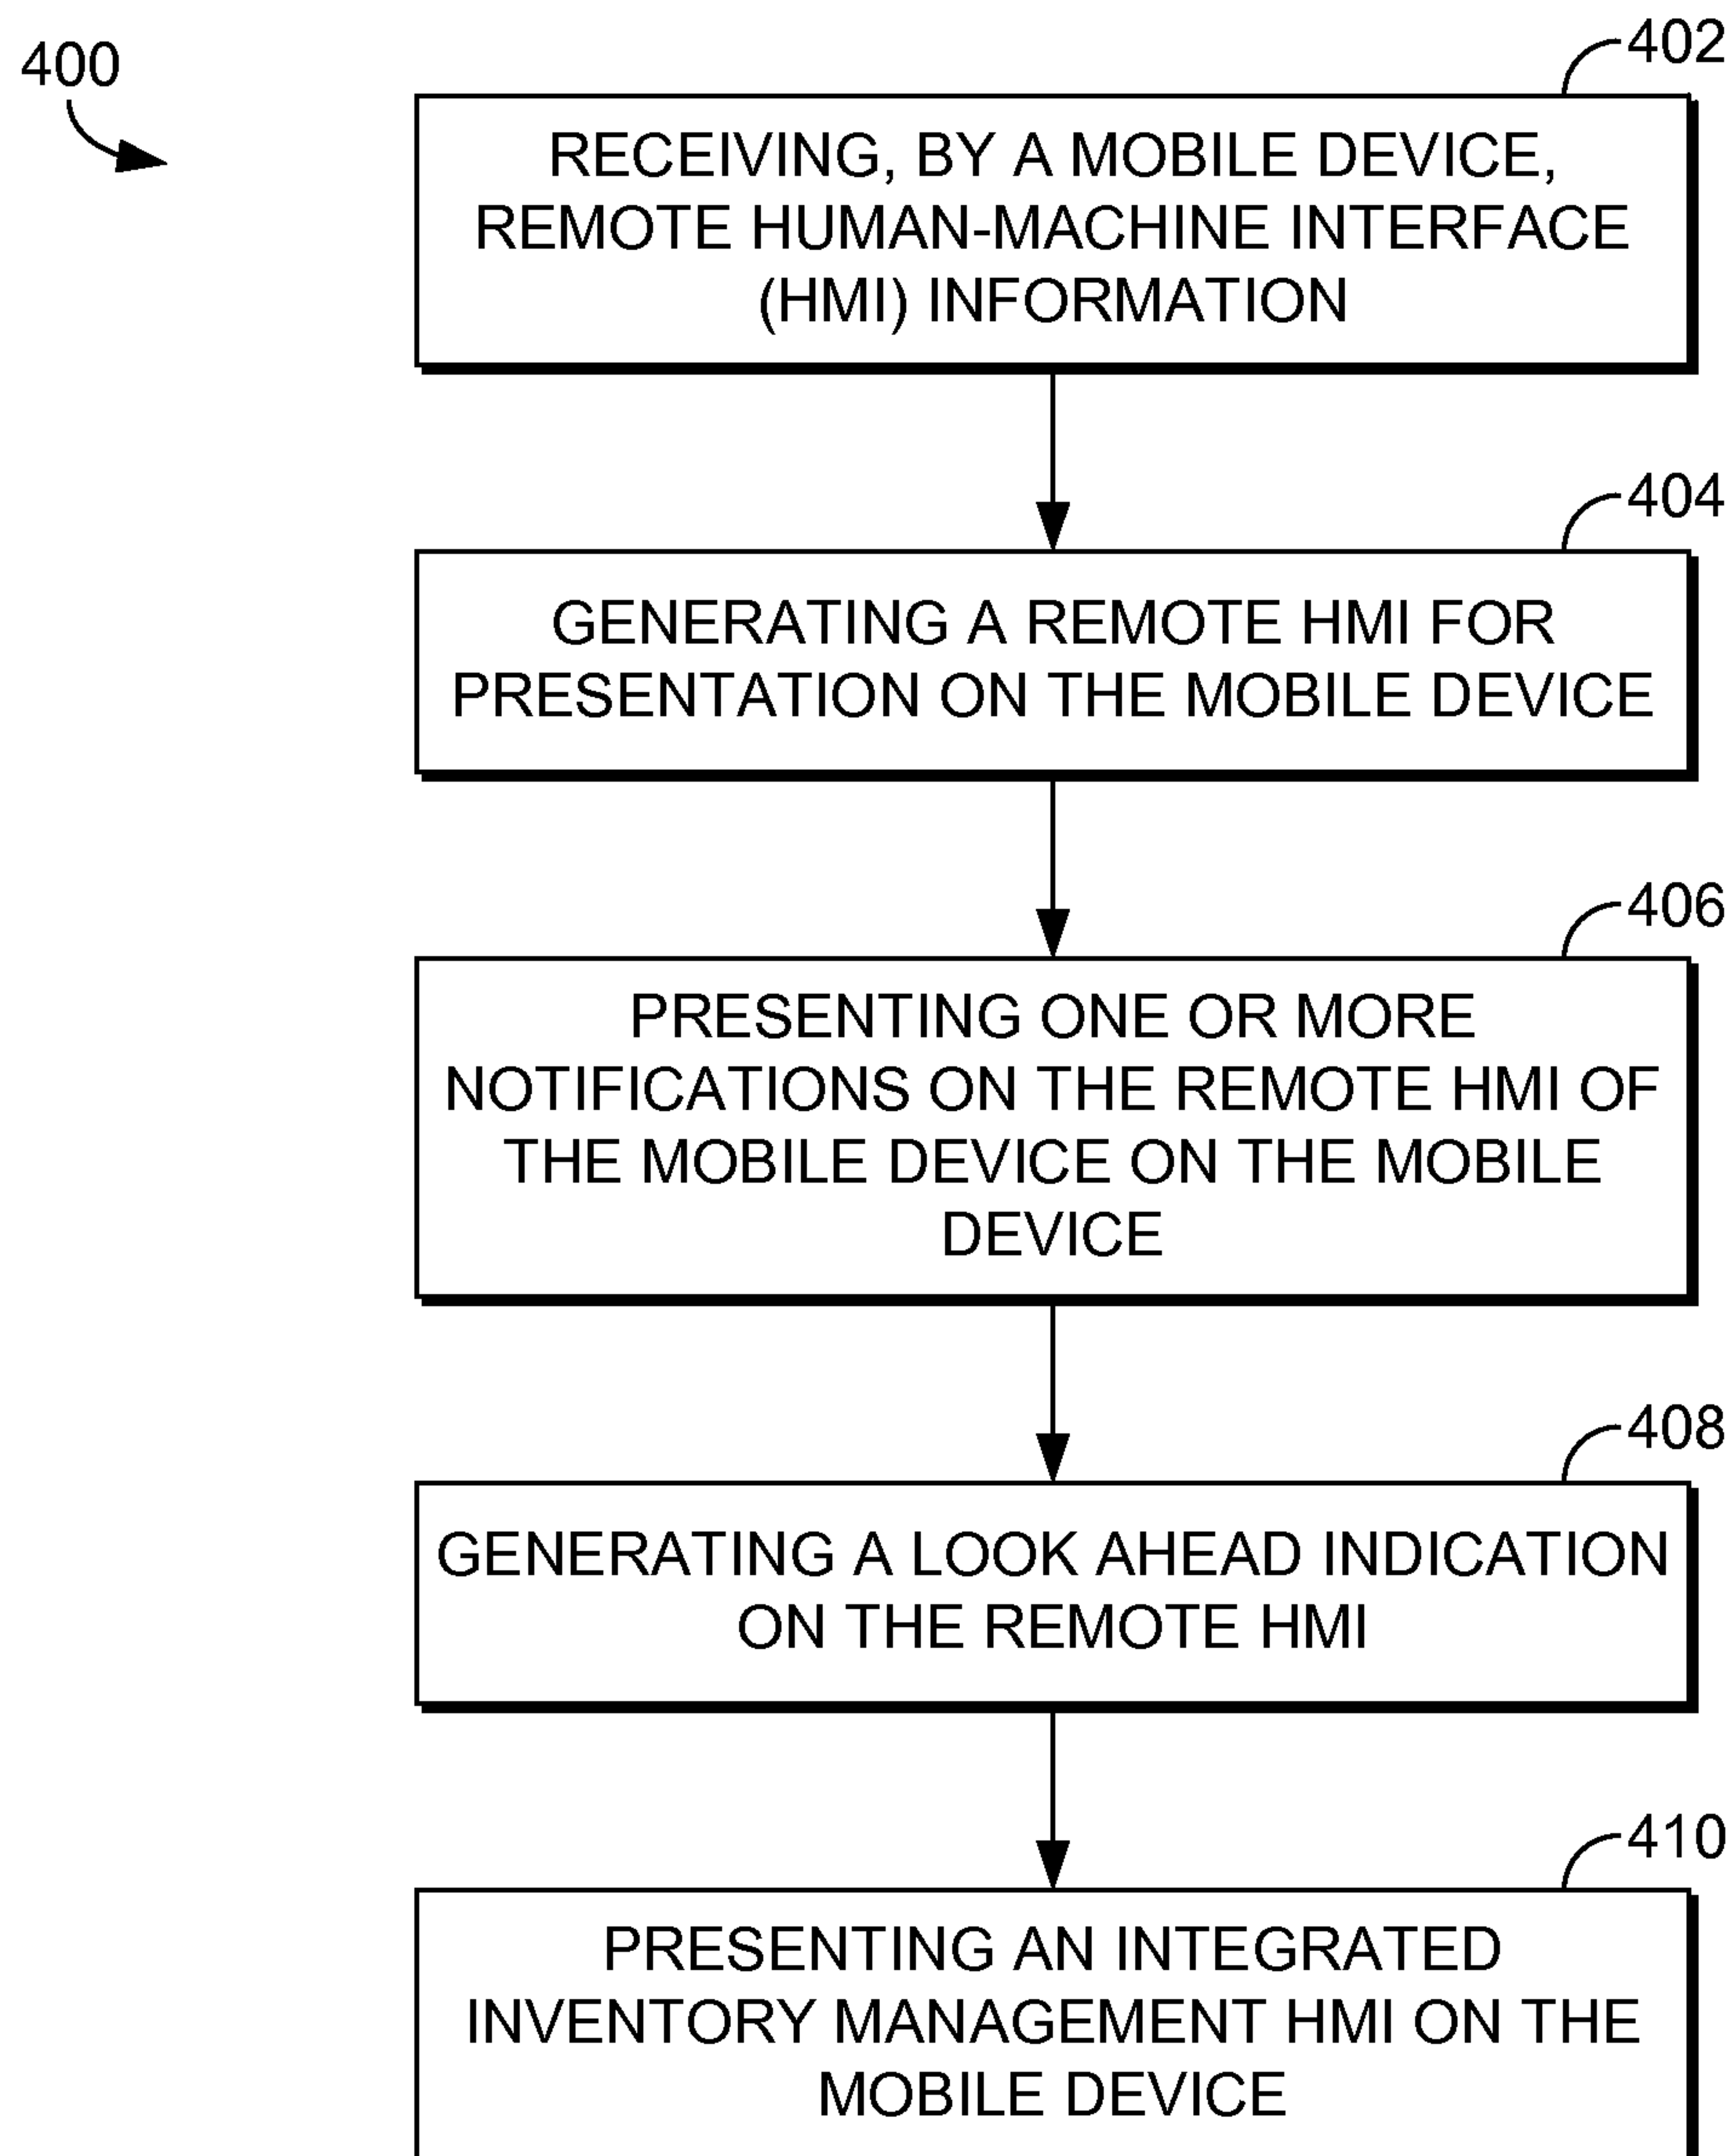 400
402
RECEIVING, BY A MOBILE DEVICE,
REMOTE HUMAN-MACHINE INTERFACE
(HMI) INFORMATION
404
GENERATING A REMOTE HMI FOR
PRESENTATION ON THE MOBILE DEVICE
406
PRESENTING ONE OR MORE
NOTIFICATIONS ON THE REMOTE HMI OF
THE MOBILE DEVICE ON THE MOBILE
DEVICE
408
GENERATING A LOOK AHEAD INDICATION
ON THE REMOTE HMI
410
PRESENTING AN INTEGRATED
INVENTORY MANAGEMENT HMI ON THE
MOBILE DEVICE